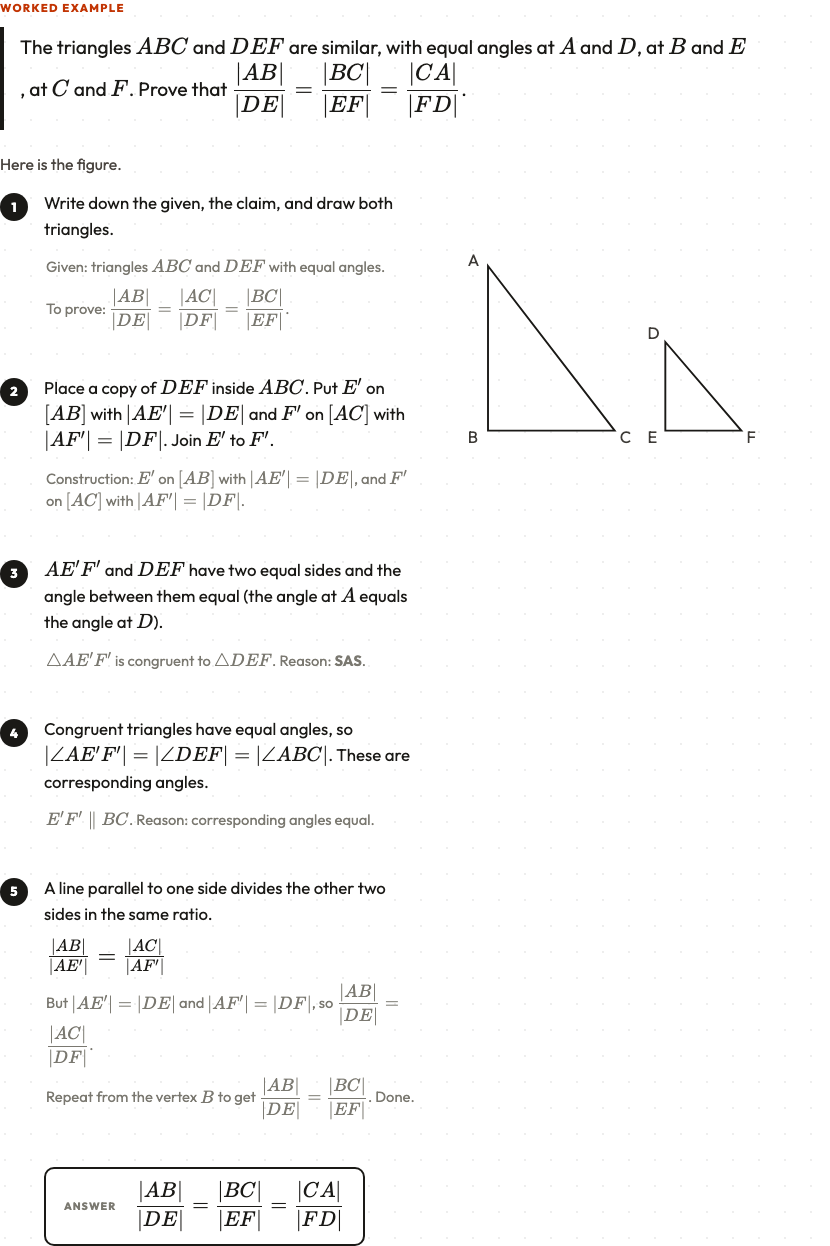 WORKED EXAMPLE
The triangles ABC and DEF are similar, with equal angles at A and D, at B and E
, at C and F. Prove that |AB|/|DE| = |BC|/|EF| = |CA|/|FD|.
Here is the figure.
1 Write down the given, the claim, and draw both
triangles.
Given: triangles ABC and DEF with equal angles.
To prove: |AB|/|DE| = |AC|/|DF| = |BC|/|EF|.
2 Place a copy of DEF inside ABC. Put E′ on
[AB] with |AE′| = |DE| and F′ on [AC] with
|AF′| = |DF|. Join E′ to F′.
Construction: E′ on [AB] with |AE′| = |DE|, and F′
on [AC] with |AF′| = |DF|.
3 AE′F′ and DEF have two equal sides and the
angle between them equal (the angle at A equals
the angle at D).
△AE′F′ is congruent to △DEF. Reason: SAS.
4 Congruent triangles have equal angles, so
|∠AE′F′| = |∠DEF| = |∠ABC|. These are
corresponding angles.
E′F′ ∥ BC. Reason: corresponding angles equal.
5 A line parallel to one side divides the other two
sides in the same ratio.
|AB|/|AE′| = |AC|/|AF′|
But |AE′| = |DE| and |AF′| = |DF|, so |AB|/|DE| =
|AC|/|DF|.
Repeat from the vertex B to get |AB|/|DE| = |BC|/|EF|. Done.
ANSWER |AB|/|DE| = |BC|/|EF| = |CA|/|FD|
A
D
B C E F